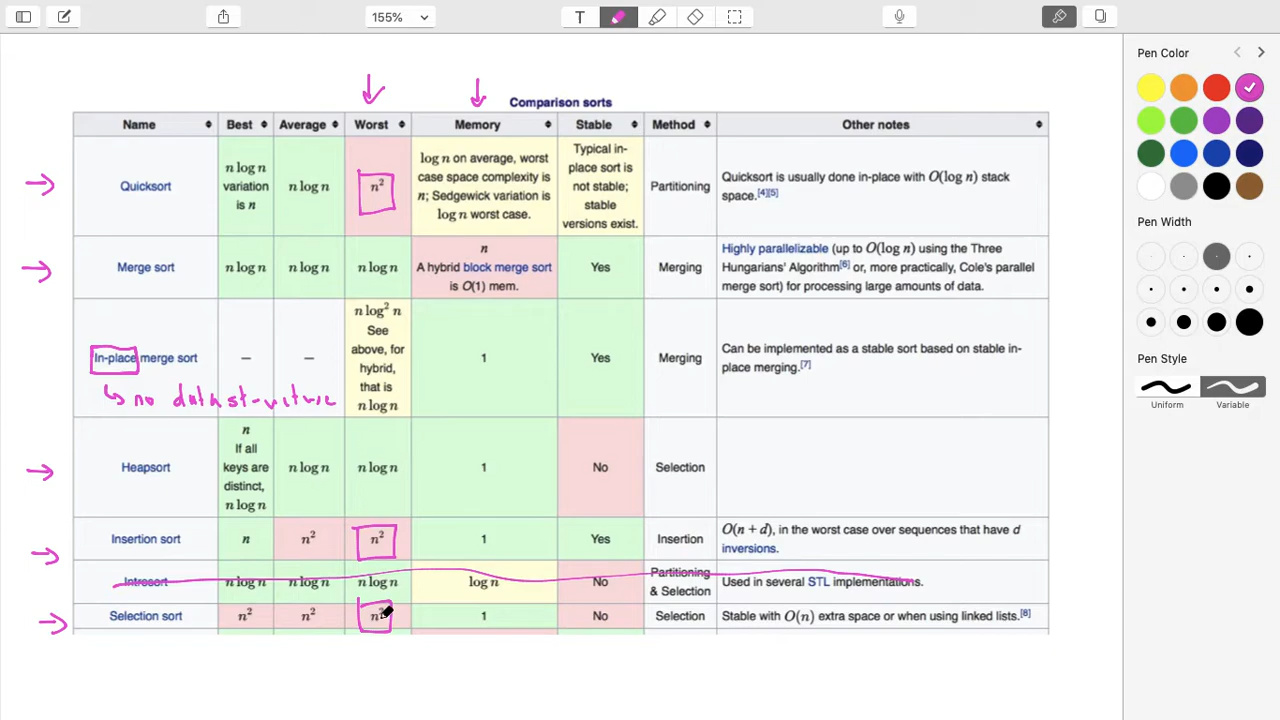 155%
T
Comparison sorts
Name Best Average Worst Memory Stable Method Other notes
Quicksort
n log n
variation
is n
n log n
n²
log n on average, worst
case space complexity is
n; Sedgewick variation is
log n worst case.
Typical in-
place sort is
not stable;
stable
versions exist.
Partitioning
Quicksort is usually done in-place with O(log n) stack
space.[4][5]
Merge sort
n log n
n log n
n log n
n
A hybrid block merge sort
is O(1) mem.
Yes
Merging
Highly parallelizable (up to O(log n) using the Three
Hungarians' Algorithm[6] or, more practically, Cole's parallel
merge sort) for processing large amounts of data.
In-place merge sort
—
—
n log² n
See
above, for
hybrid,
that is
n log n
1
Yes
Merging
Can be implemented as a stable sort based on stable in-
place merging.[7]
no data structure
Heapsort
n
If all
keys are
distinct,
n log n
n log n
n log n
1
No
Selection
Insertion sort
n
n²
n²
1
Yes
Insertion
O(n + d), in the worst case over sequences that have d
inversions.
Introsort
n log n
n log n
n log n
log n
No
Partitioning
& Selection
Used in several STL implementations.
Selection sort
n²
n²
n²
1
No
Selection
Stable with O(n) extra space or when using linked lists.[8]
Pen Color
Pen Width
Pen Style
Uniform
Variable